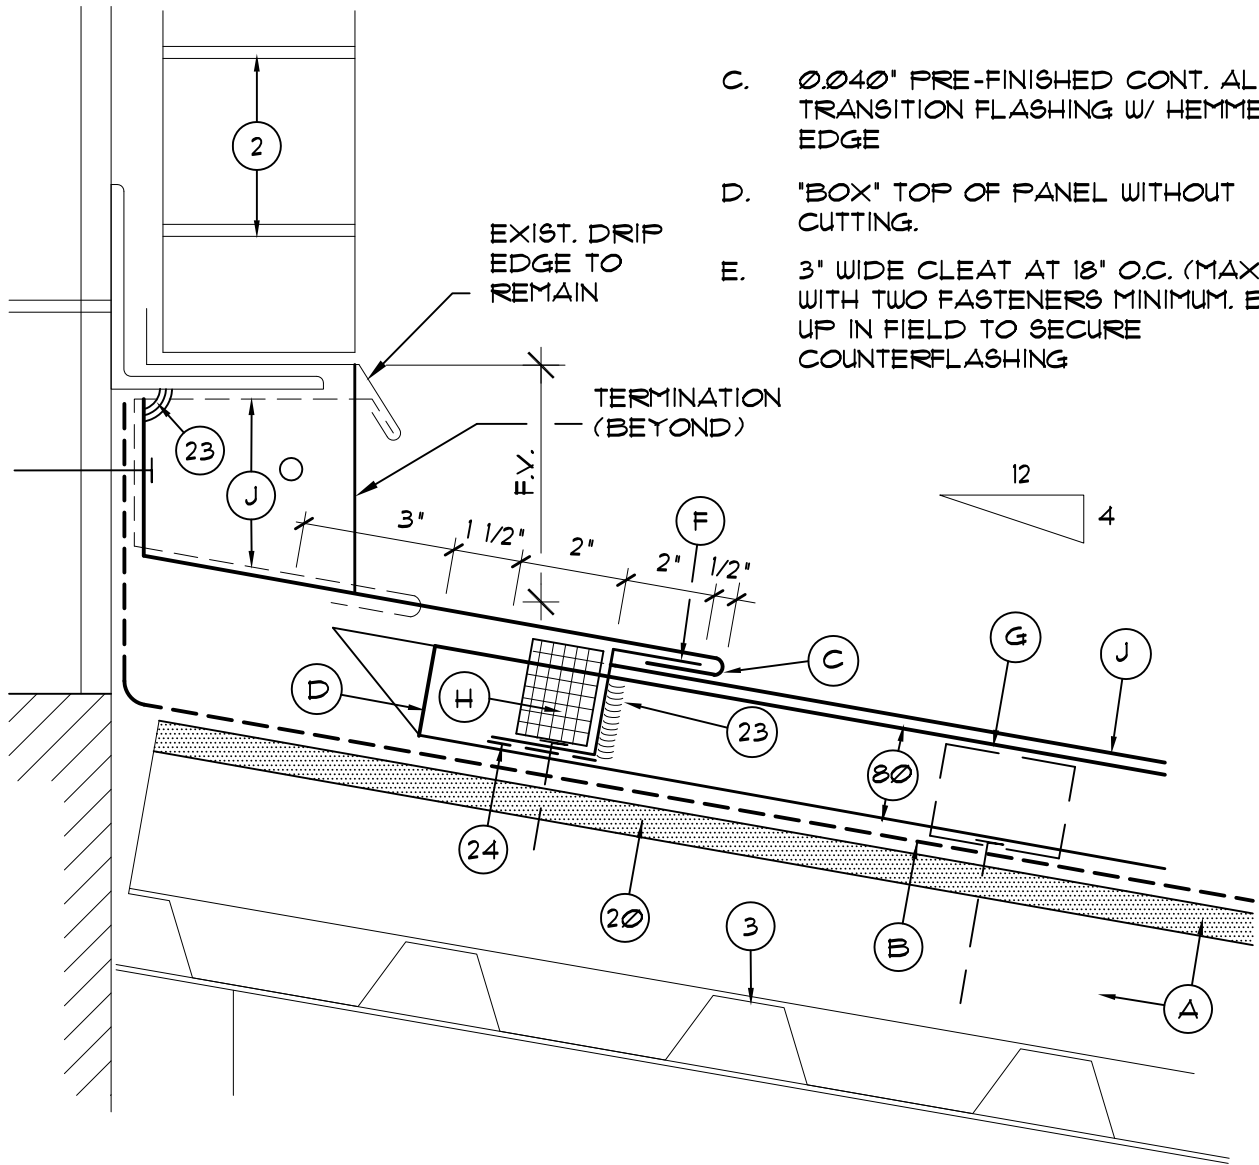 C. 0.040" PRE-FINISHED CONT. AL
TRANSITION FLASHING W/ HEMME
EDGE
D. "BOX" TOP OF PANEL WITHOUT
CUTTING.
E. 3" WIDE CLEAT AT 18" O.C. (MAX
WITH TWO FASTENERS MINIMUM. B
UP IN FIELD TO SECURE
COUNTERFLASHING
2
EXIST. DRIP
EDGE TO
REMAIN
TERMINATION
(BEYOND)
23
J
F.V.
12
4
3"
1 1/2"
2"
2"
1/2"
F
C
G
J
D
H
23
80
24
20
B
3
A